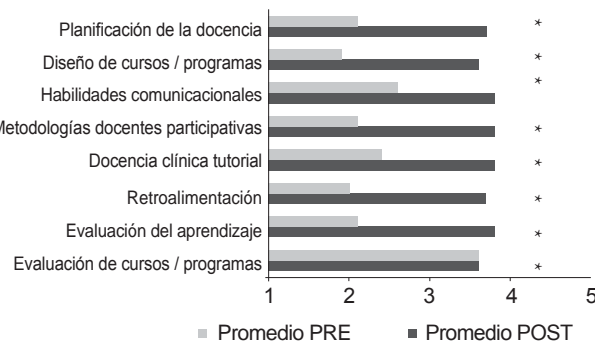 Planificación de la docencia *
Diseño de cursos / programas *
Habilidades comunicacionales *
Metodologías docentes participativas *
Docencia clínica tutorial *
Retroalimentación *
Evaluación del aprendizaje *
Evaluación de cursos / programas *
1 2 3 4 5
Promedio PRE Promedio POST